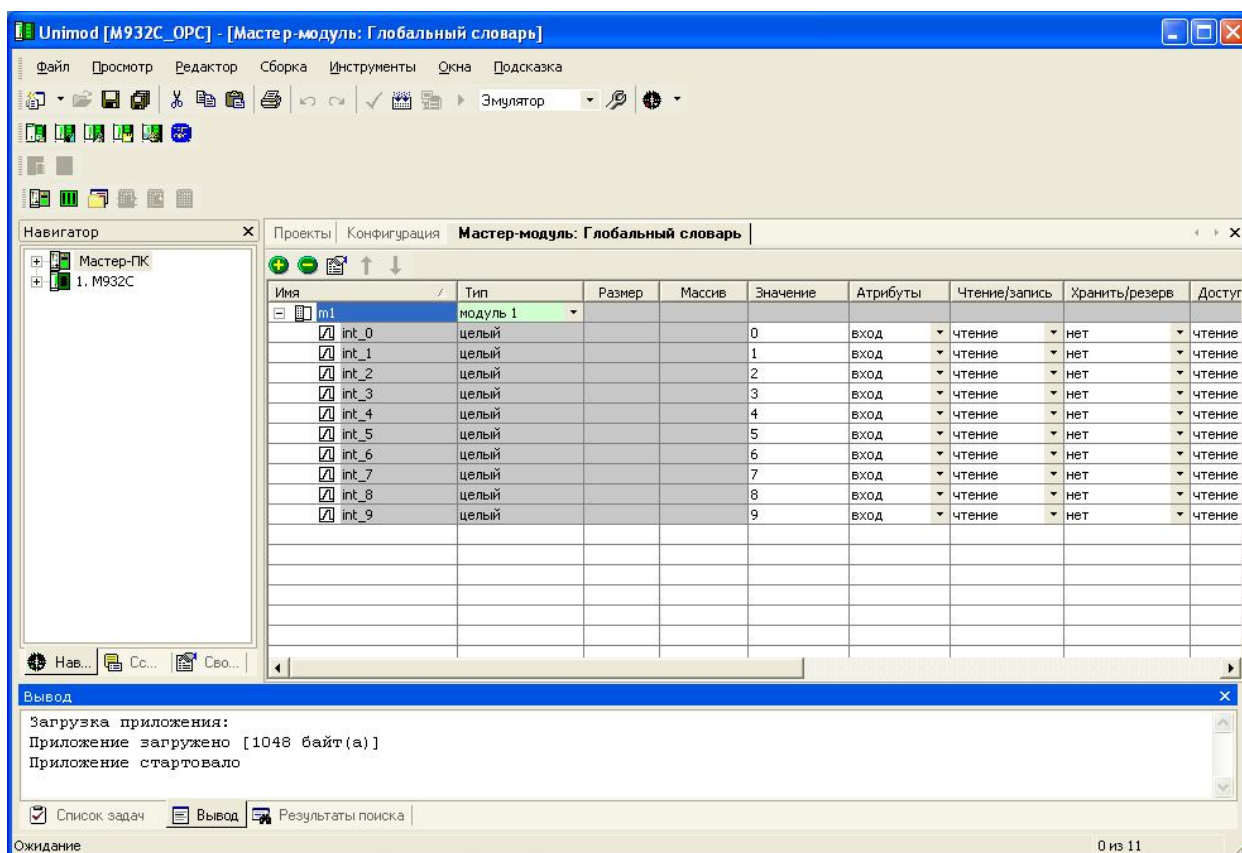 Unimod [M932C_OPC] - [Мастер-модуль: Глобальный словарь]
Файл Просмотр Редактор Сборка Инструменты Окна Подсказка
Эмулятор
Навигатор
Мастер-ПК
1. M932C
Проекты Конфигурация Мастер-модуль: Глобальный словарь
Имя Тип Размер Массив Значение Атрибуты Чтение/запись Хранить/резерв Доступ
m1 модуль 1
int_0 целый 0 вход чтение нет чтение
int_1 целый 1 вход чтение нет чтение
int_2 целый 2 вход чтение нет чтение
int_3 целый 3 вход чтение нет чтение
int_4 целый 4 вход чтение нет чтение
int_5 целый 5 вход чтение нет чтение
int_6 целый 6 вход чтение нет чтение
int_7 целый 7 вход чтение нет чтение
int_8 целый 8 вход чтение нет чтение
int_9 целый 9 вход чтение нет чтение
Нав... Сс... Сво...
Вывод
Загрузка приложения:
Приложение загружено [1048 байт(а)]
Приложение стартовало
Список задач Вывод Результаты поиска
Ожидание 0 из 11